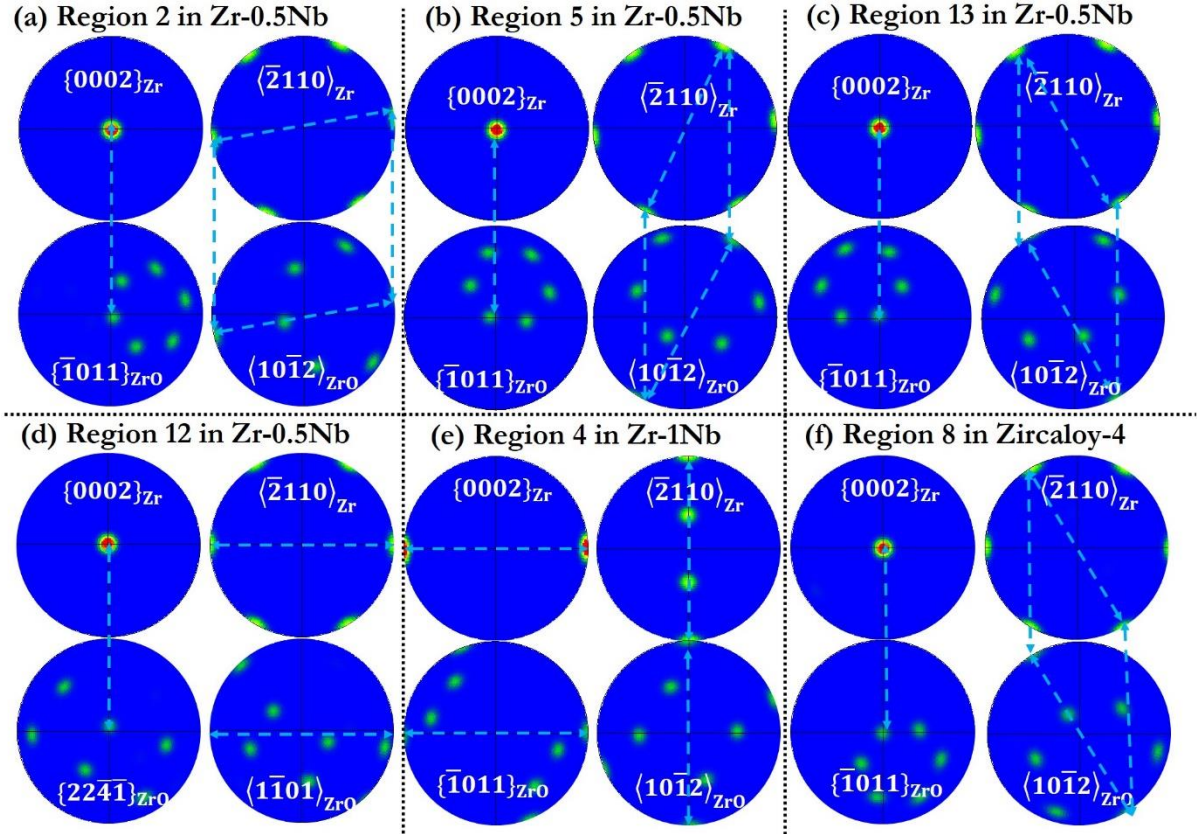 (a) Region 2 in Zr-0.5Nb
{0002}Zr
⟨2̄110⟩Zr
{1̄011}ZrO
⟨101̄2⟩ZrO
(b) Region 5 in Zr-0.5Nb
{0002}Zr
⟨2̄110⟩Zr
{1̄011}ZrO
⟨101̄2⟩ZrO
(c) Region 13 in Zr-0.5Nb
{0002}Zr
⟨2̄110⟩Zr
{1̄011}ZrO
⟨101̄2⟩ZrO
(d) Region 12 in Zr-0.5Nb
{0002}Zr
⟨2̄110⟩Zr
{224̄1̄}ZrO
⟨11̄01⟩ZrO
(e) Region 4 in Zr-1Nb
{0002}Zr
⟨2̄110⟩Zr
{1̄011}ZrO
⟨101̄2⟩ZrO
(f) Region 8 in Zircaloy-4
{0002}Zr
⟨2̄110⟩Zr
{1̄011}ZrO
⟨101̄2⟩ZrO